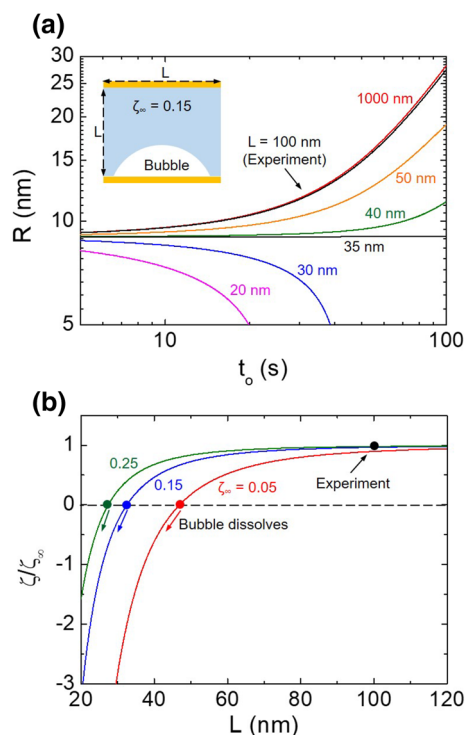 (a)
30
25
20
15
10
5
R (nm)
L
L
ζ∞ = 0.15
Bubble
L = 100 nm
(Experiment)
1000 nm
50 nm
40 nm
35 nm
30 nm
20 nm
10
100
to (s)
(b)
1
0
-1
-2
-3
ζ/ζ∞
0.25
0.15
ζ∞ = 0.05
Experiment
Bubble dissolves
20
40
60
80
100
120
L (nm)